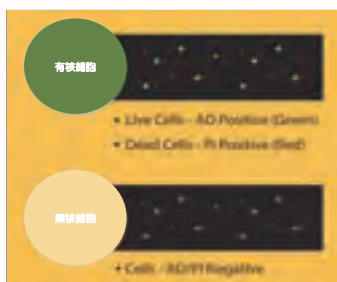 有核細胞
• Live Cells - AO Positive (Green)
• Dead Cells - PI Positive (Red)
無核細胞
• Cells - AO/PI Negative